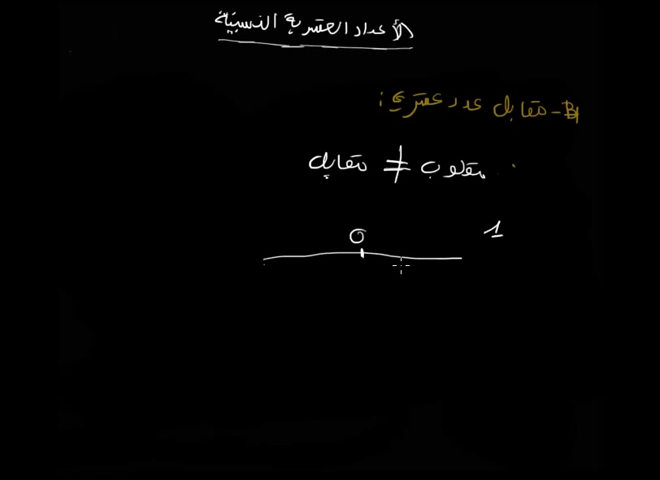 الأعداد العشرية النسبية
B- مقابل عدد عشري :
مقلوب ≠ مقابل
0
1